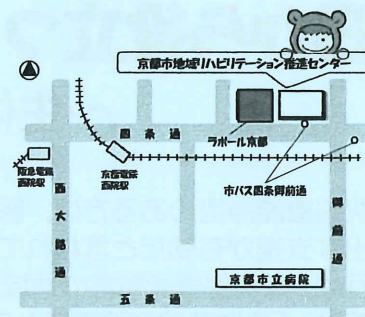 京都市地域リハビリテーション推進センター
四条通
ラボール京都
阪急電鉄
西院駅
京福電鉄
西院駅
市バス四条御前通
西大路通
御前通
京都市立病院
五条通